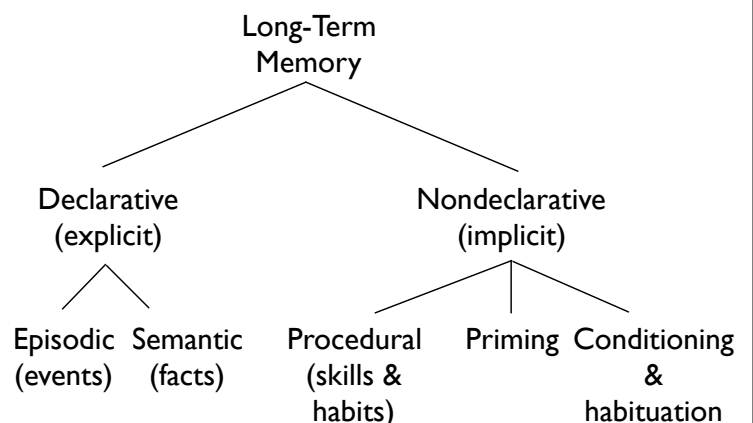 Long-Term
Memory
Declarative
(explicit)
Nondeclarative
(implicit)
Episodic
(events)
Semantic
(facts)
Procedural
(skills &
habits)
Priming
Conditioning
&
habituation